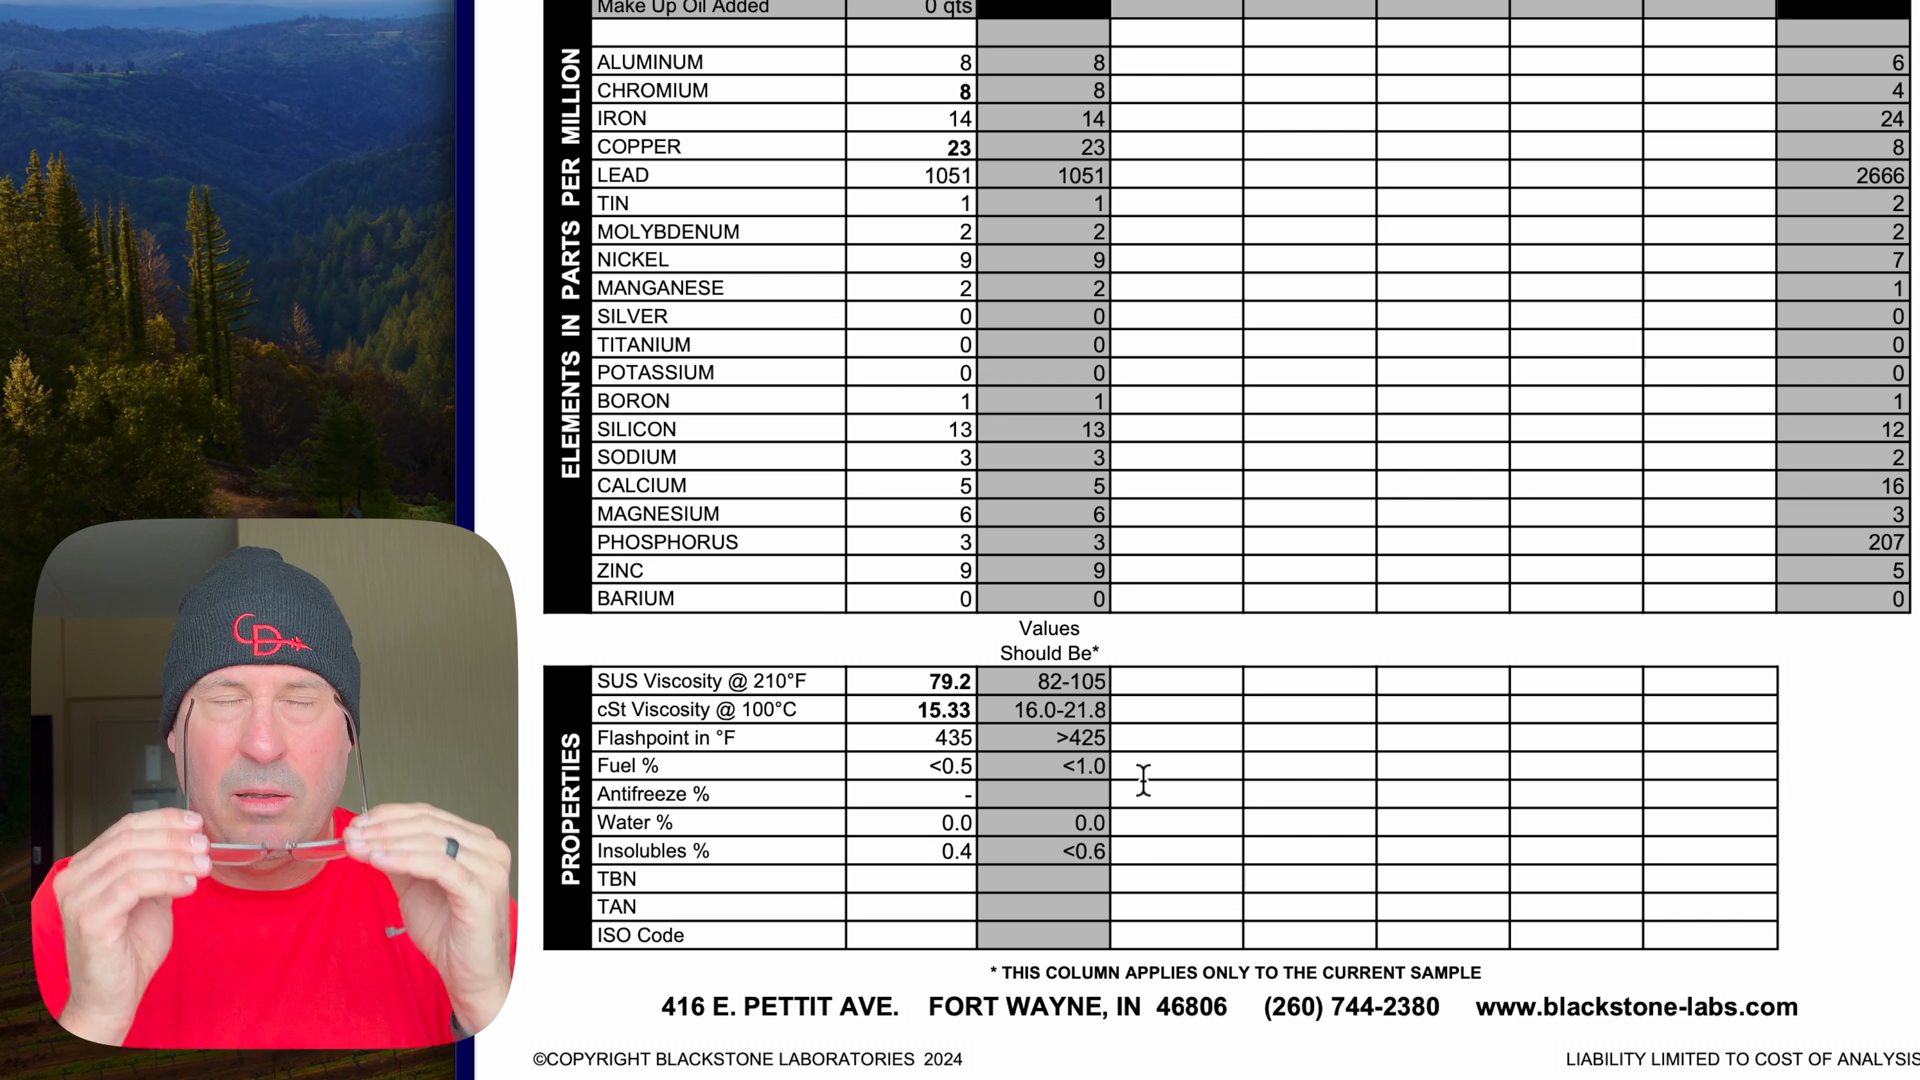 Make Up Oil Added 0 qts
ELEMENTS IN PARTS PER MILLION
ALUMINUM 8 8 6
CHROMIUM 8 8 4
IRON 14 14 24
COPPER 23 23 8
LEAD 1051 1051 2666
TIN 1 1 2
MOLYBDENUM 2 2 2
NICKEL 9 9 7
MANGANESE 2 2 1
SILVER 0 0 0
TITANIUM 0 0 0
POTASSIUM 0 0 0
BORON 1 1 1
SILICON 13 13 12
SODIUM 3 3 2
CALCIUM 5 5 16
MAGNESIUM 6 6 3
PHOSPHORUS 3 3 207
ZINC 9 9 5
BARIUM 0 0 0
Values
Should Be*
PROPERTIES
SUS Viscosity @ 210°F 79.2 82-105
cSt Viscosity @ 100°C 15.33 16.0-21.8
Flashpoint in °F 435 >425
Fuel % <0.5 <1.0
Antifreeze % -
Water % 0.0 0.0
Insolubles % 0.4 <0.6
TBN
TAN
ISO Code
* THIS COLUMN APPLIES ONLY TO THE CURRENT SAMPLE
416 E. PETTIT AVE. FORT WAYNE, IN 46806 (260) 744-2380 www.blackstone-labs.com
©COPYRIGHT BLACKSTONE LABORATORIES 2024
LIABILITY LIMITED TO COST OF ANALYSIS
CD